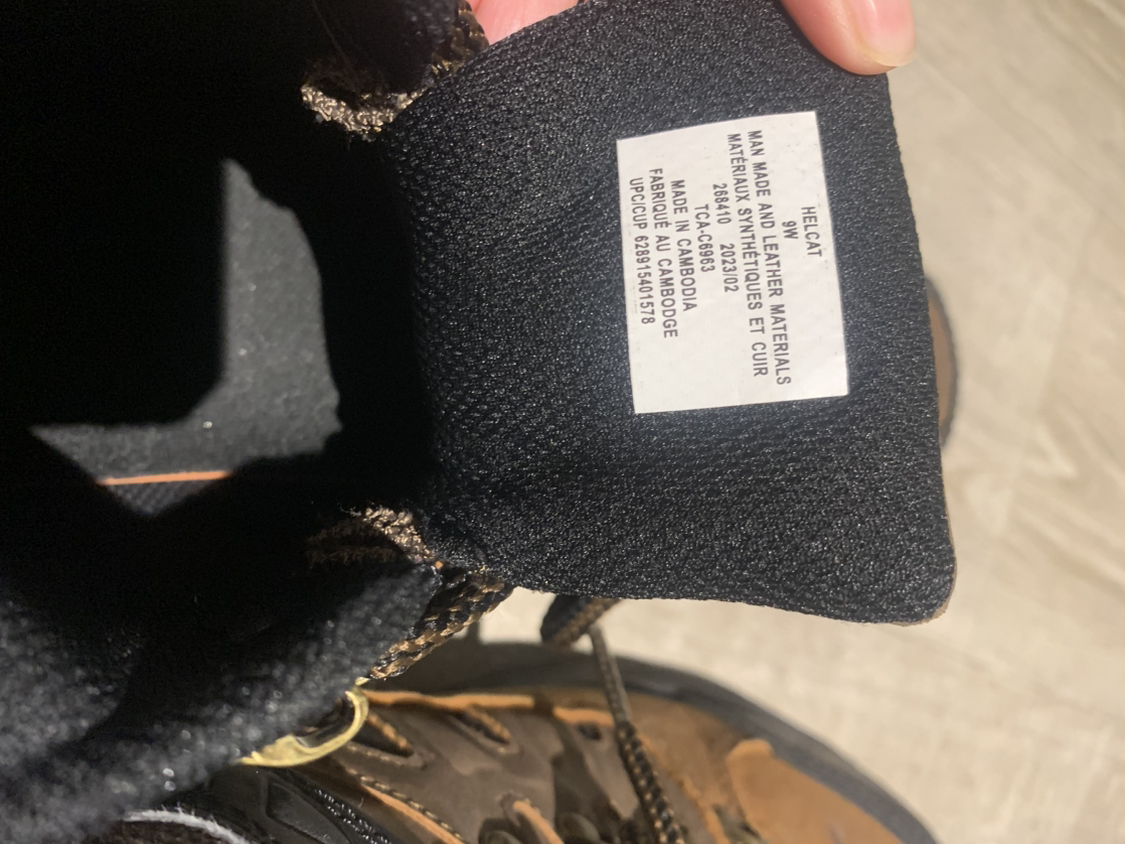 HELCAT
9W
MAN MADE AND LEATHER MATERIALS
MATÉRIAUX SYNTHÉTIQUES ET CUIR
268410 2023/02
TCA-C6963
MADE IN CAMBODIA
FABRIQUÉ AU CAMBODGE
UPC/CUP 628915401578